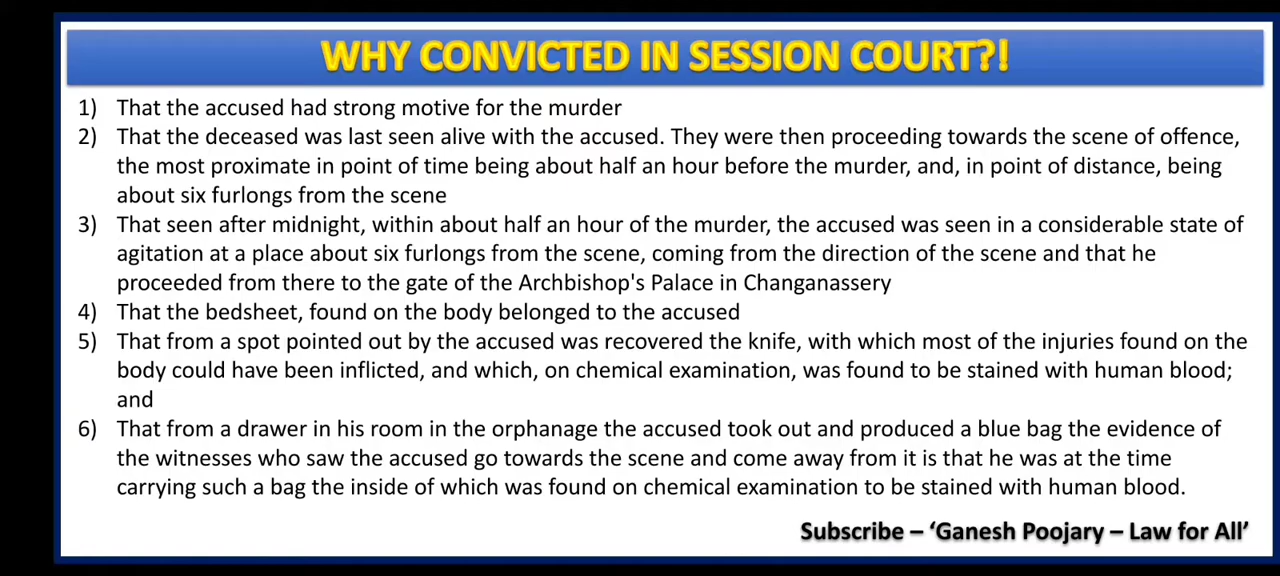 WHY CONVICTED IN SESSION COURT?!
1) That the accused had strong motive for the murder
2) That the deceased was last seen alive with the accused. They were then proceeding towards the scene of offence,
the most proximate in point of time being about half an hour before the murder, and, in point of distance, being
about six furlongs from the scene
3) That seen after midnight, within about half an hour of the murder, the accused was seen in a considerable state of
agitation at a place about six furlongs from the scene, coming from the direction of the scene and that he
proceeded from there to the gate of the Archbishop's Palace in Changanassery
4) That the bedsheet, found on the body belonged to the accused
5) That from a spot pointed out by the accused was recovered the knife, with which most of the injuries found on the
body could have been inflicted, and which, on chemical examination, was found to be stained with human blood;
and
6) That from a drawer in his room in the orphanage the accused took out and produced a blue bag the evidence of
the witnesses who saw the accused go towards the scene and come away from it is that he was at the time
carrying such a bag the inside of which was found on chemical examination to be stained with human blood.
Subscribe – ‘Ganesh Poojary – Law for All’